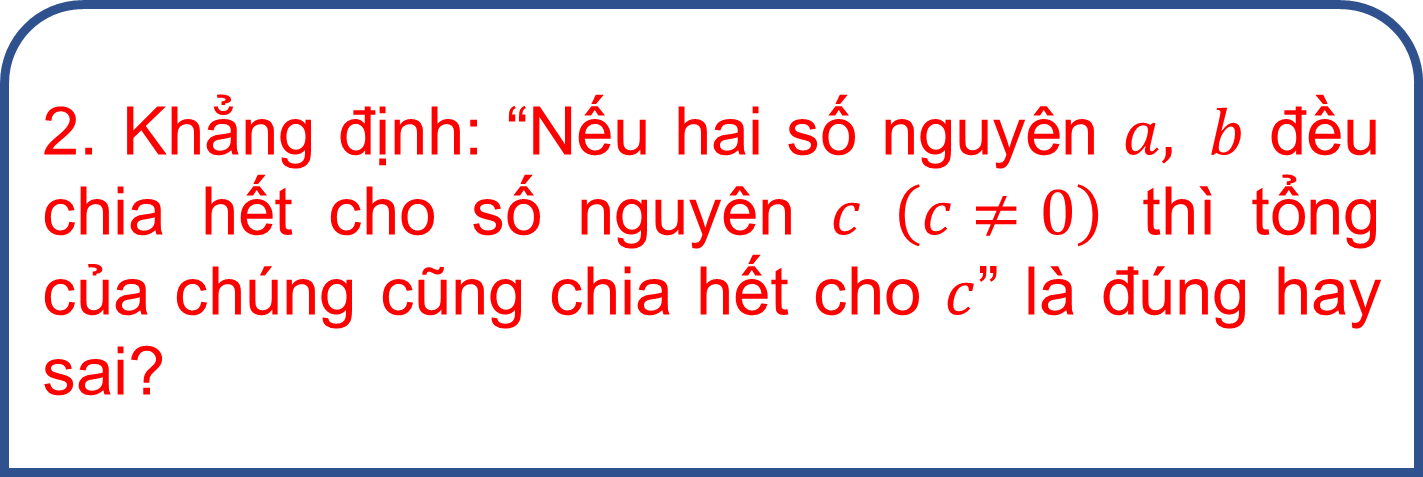 2. Khẳng định: “Nếu hai số nguyên a, b đều
chia hết cho số nguyên c (c ≠ 0) thì tổng
của chúng cũng chia hết cho c” là đúng hay
sai?